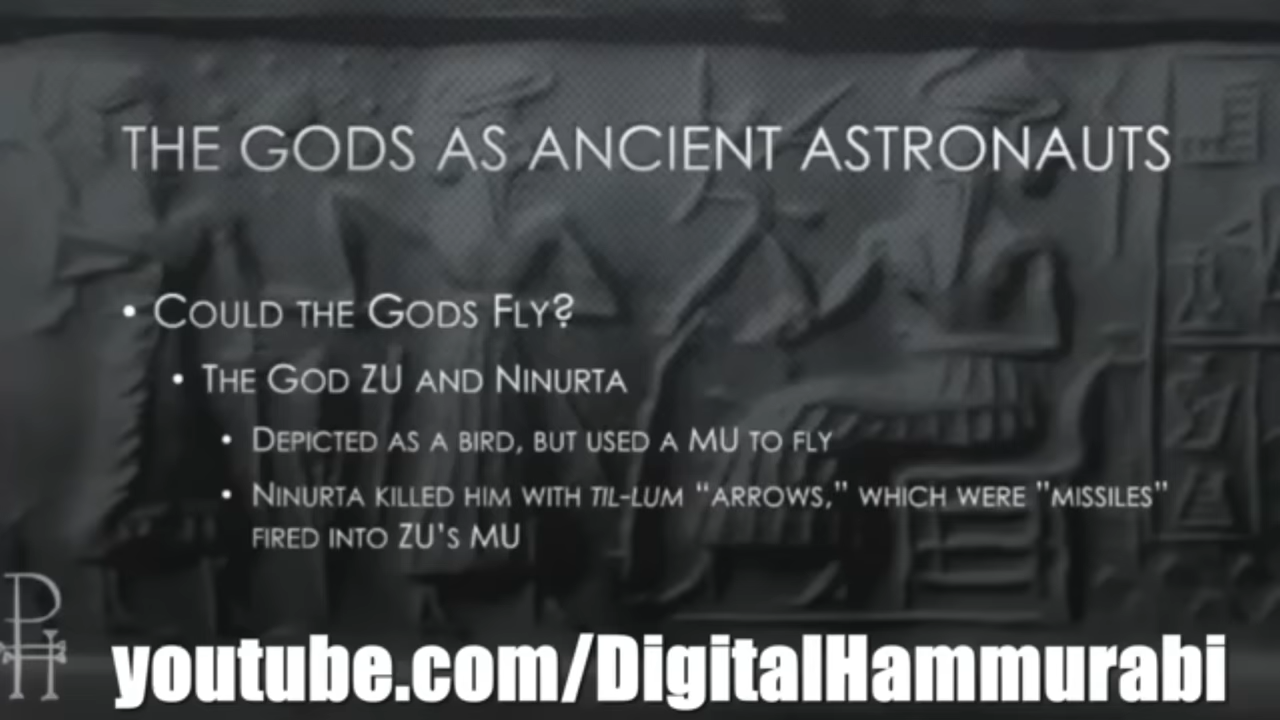 THE GODS AS ANCIENT ASTRONAUTS
• COULD THE GODS FLY?
• THE GOD ZU AND NINURTA
• DEPICTED AS A BIRD, BUT USED A MU TO FLY
• NINURTA KILLED HIM WITH TIL-LUM “ARROWS,” WHICH WERE ”MISSILES”
FIRED INTO ZU’S MU
DH
youtube.com/DigitalHammurabi